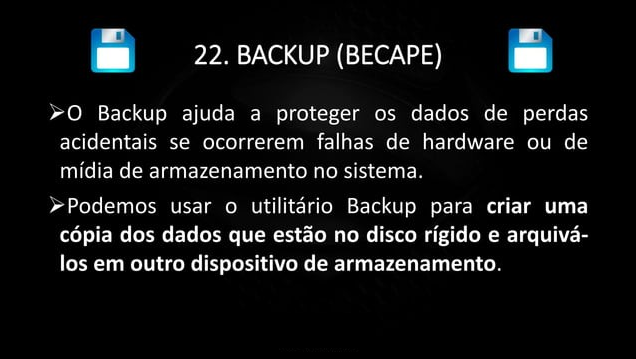 22. BACKUP (BECAPE)
➢O Backup ajuda a proteger os dados de perdas
acidentais se ocorrerem falhas de hardware ou de
mídia de armazenamento no sistema.
➢Podemos usar o utilitário Backup para criar uma
cópia dos dados que estão no disco rígido e arquivá-
los em outro dispositivo de armazenamento.